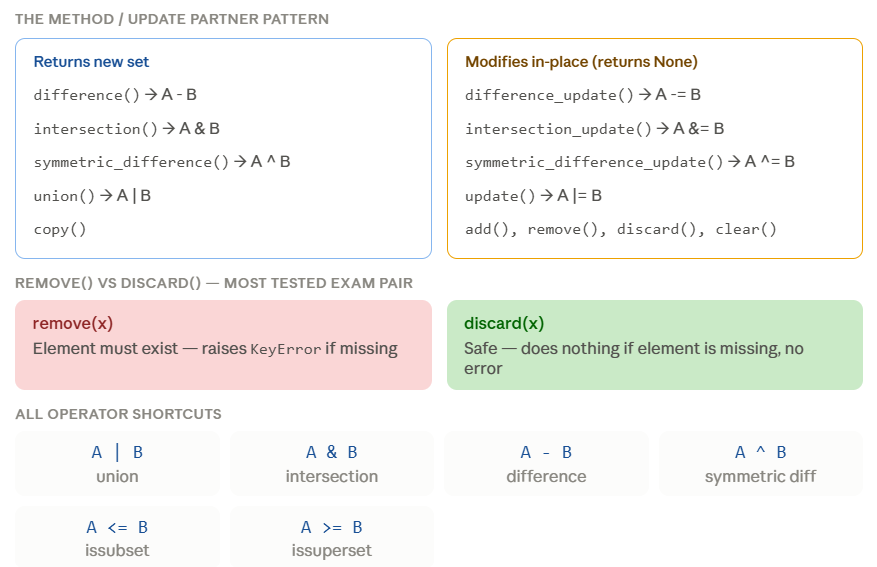 THE METHOD / UPDATE PARTNER PATTERN
Returns new set
difference() → A - B
intersection() → A & B
symmetric_difference() → A ^ B
union() → A | B
copy()
Modifies in-place (returns None)
difference_update() → A -= B
intersection_update() → A &= B
symmetric_difference_update() → A ^= B
update() → A |= B
add(), remove(), discard(), clear()
REMOVE() VS DISCARD() — MOST TESTED EXAM PAIR
remove(x)
Element must exist — raises KeyError if missing
discard(x)
Safe — does nothing if element is missing, no
error
ALL OPERATOR SHORTCUTS
A | B
union
A & B
intersection
A - B
difference
A ^ B
symmetric diff
A <= B
issubset
A >= B
issuperset